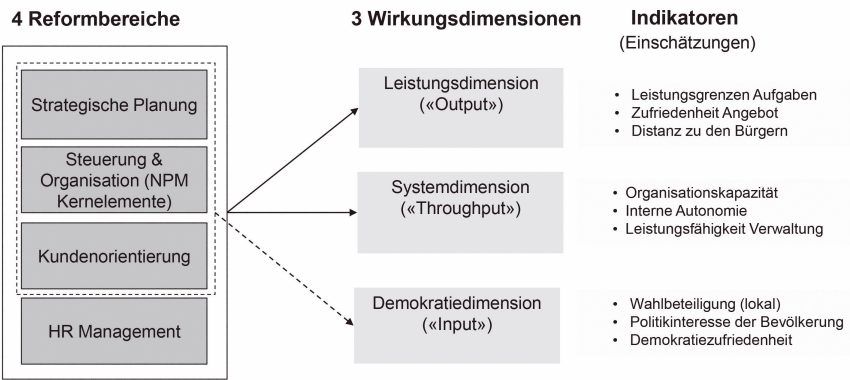 4 Reformbereiche
Strategische Planung
Steuerung &
Organisation (NPM
Kernelemente)
Kundenorientierung
HR Management
3 Wirkungsdimensionen
Leistungsdimension
(«Output»)
Systemdimension
(«Throughput»)
Demokratiedimension
(«Input»)
Indikatoren
(Einschätzungen)
• Leistungsgrenzen Aufgaben
• Zufriedenheit Angebot
• Distanz zu den Bürgern
• Organisationskapazität
• Interne Autonomie
• Leistungsfähigkeit Verwaltung
• Wahlbeteiligung (lokal)
• Politikinteresse der Bevölkerung
• Demokratiezufriedenheit